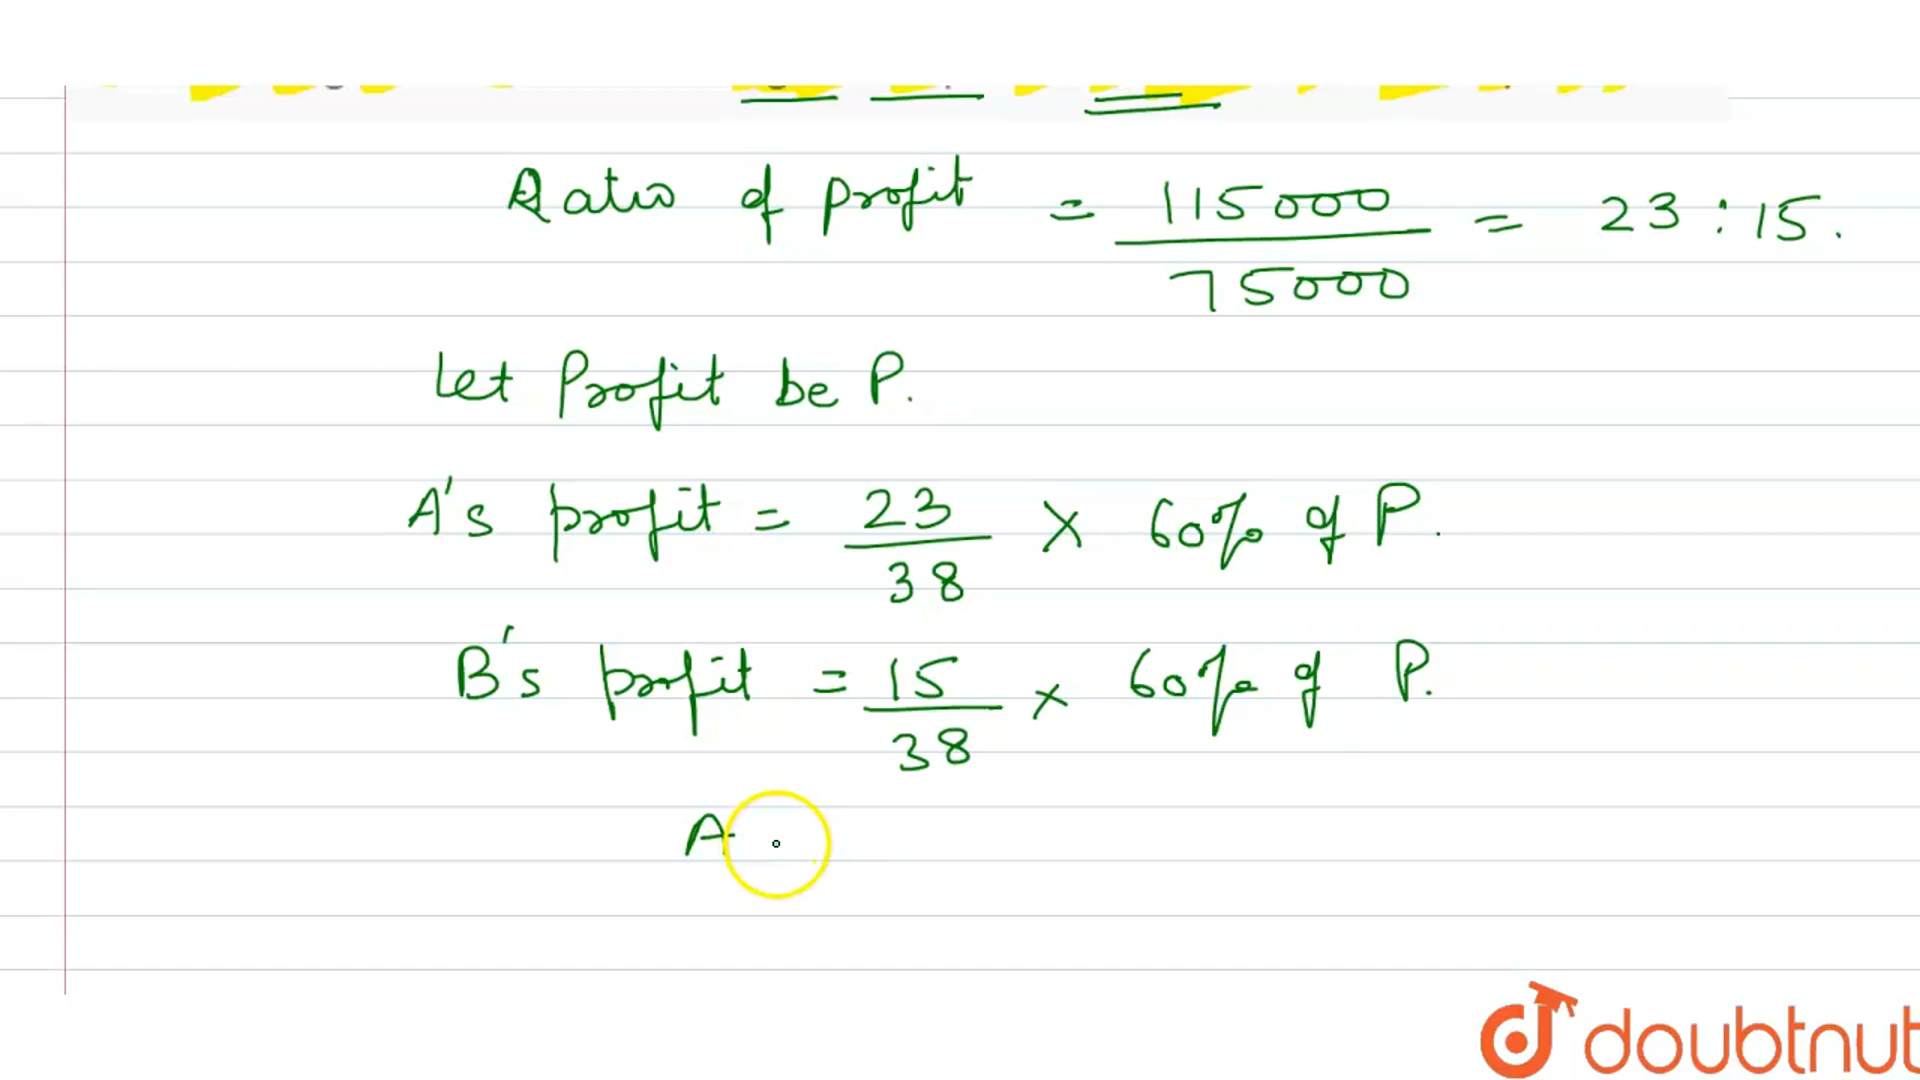 Ratio of profit = 115000 / 75000 = 23 : 15.
Let Profit be P.
A's profit = 23 / 38 × 60% of P.
B's profit = 15 / 38 × 60% of P.
A
doubtnut